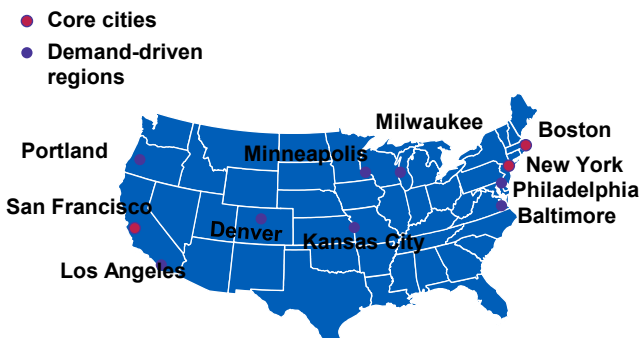 Core cities
Demand-driven
regions
Milwaukee
Boston
Portland
Minneapolis
New York
Philadelphia
San Francisco
Baltimore
Denver
Kansas City
Los Angeles